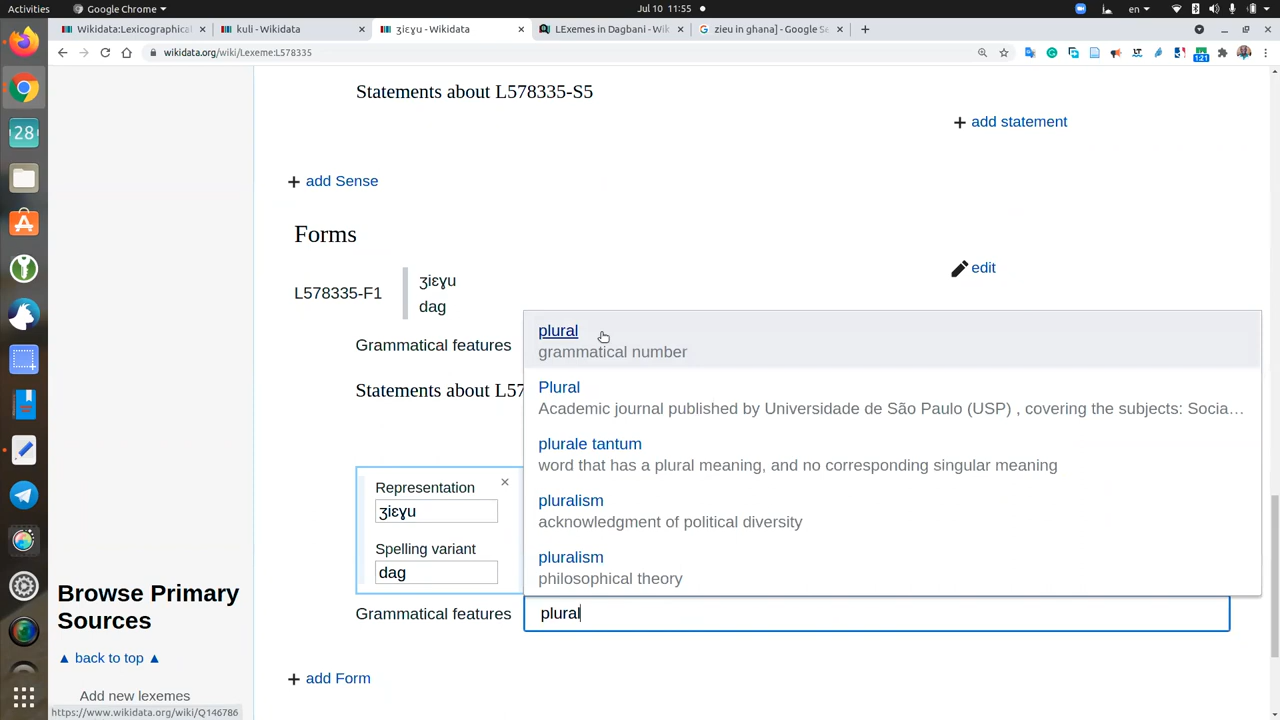 Activities
Google Chrome
Jul 10 11:55
en
Wikidata:Lexicographical
kuli - Wikidata
ʒiɛɣu - Wikidata
LExemes in Dagbani - Wik
zieu in ghana] - Google Se
wikidata.org/wiki/Lexeme:L578335
1:21
28
Statements about L578335-S5
+ add statement
+ add Sense
Forms
L578335-F1
ʒiɛɣu
dag
edit
Grammatical features
Statements about L57
plural
grammatical number
Plural
Academic journal published by Universidade de São Paulo (USP) , covering the subjects: Socia…
plurale tantum
word that has a plural meaning, and no corresponding singular meaning
pluralism
acknowledgment of political diversity
pluralism
philosophical theory
Representation
ʒiɛɣu
Spelling variant
dag
Grammatical features
plural
+ add Form
Browse Primary
Sources
▲ back to top ▲
Add new lexemes
https://www.wikidata.org/wiki/Q146786